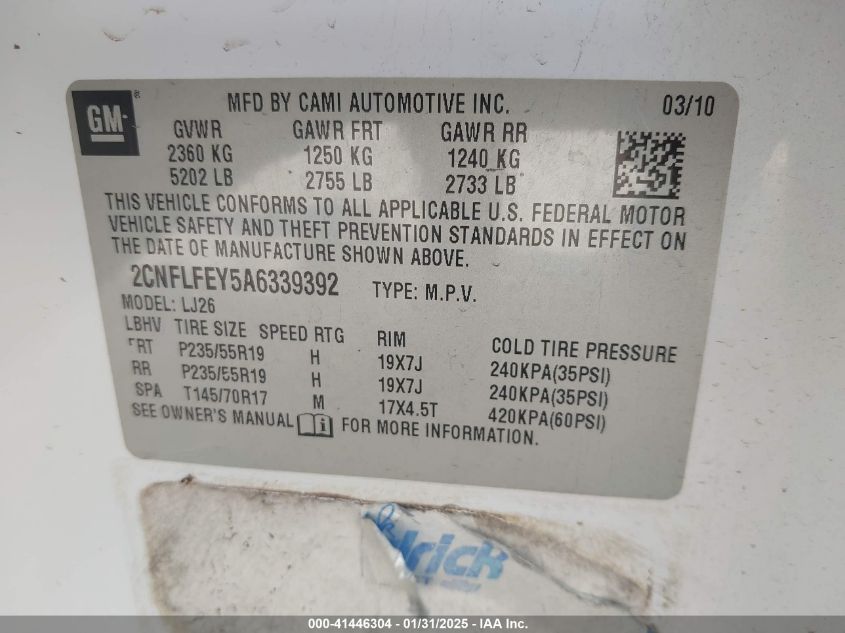 GM ®
MFD BY CAMI AUTOMOTIVE INC. 03/10
GVWR GAWR FRT GAWR RR
2360 KG 1250 KG 1240 KG
5202 LB 2755 LB 2733 LB
THIS VEHICLE CONFORMS TO ALL APPLICABLE U.S. FEDERAL MOTOR
VEHICLE SAFETY AND THEFT PREVENTION STANDARDS IN EFFECT ON
THE DATE OF MANUFACTURE SHOWN ABOVE.
2CNFLFEY5A6339392 TYPE: M.P.V.
MODEL: LJ26
LBHV TIRE SIZE SPEED RTG RIM COLD TIRE PRESSURE
FRT P235/55R19 H 19X7J 240KPA(35PSI)
RR P235/55R19 H 19X7J 240KPA(35PSI)
SPA T145/70R17 M 17X4.5T 420KPA(60PSI)
SEE OWNER'S MANUAL i FOR MORE INFORMATION.
drick
000-41446304 - 01/31/2025 - IAA Inc.